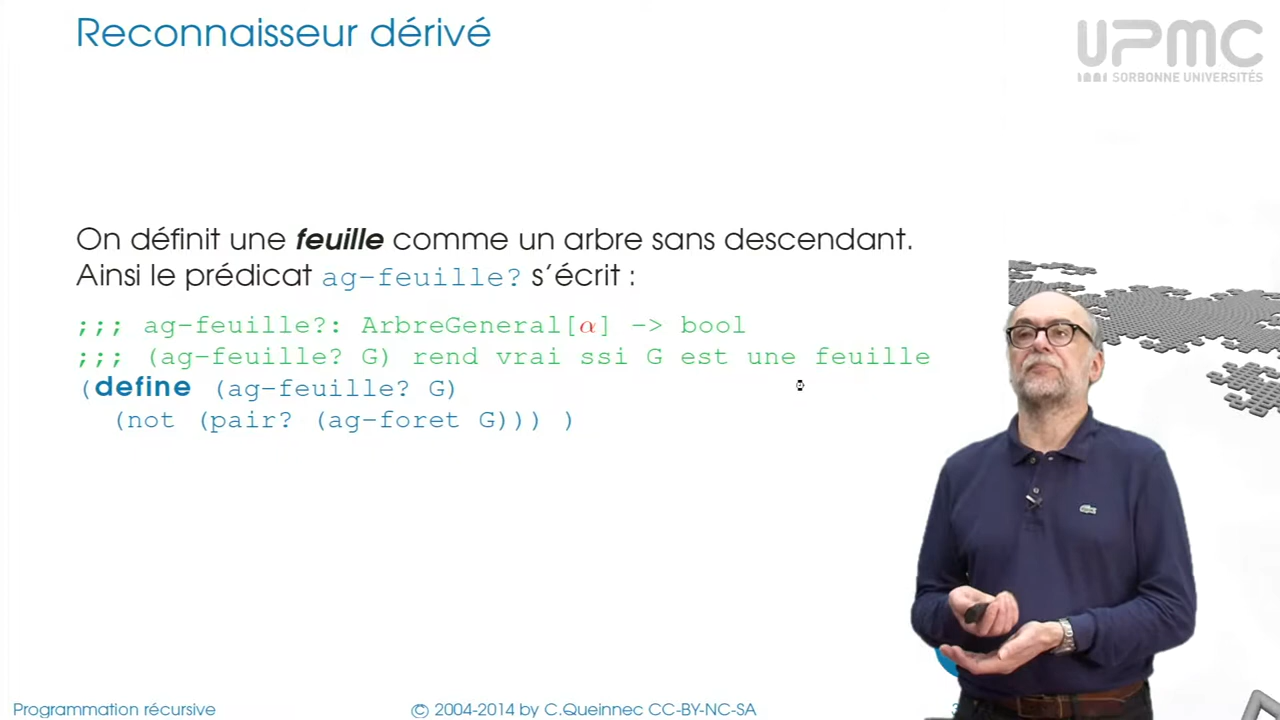 Reconnaisseur dérivé
UPMC
SORBONNE UNIVERSITÉS
On définit une feuille comme un arbre sans descendant.
Ainsi le prédicat ag-feuille? s'écrit :
;;; ag-feuille?: ArbreGeneral[α] -> bool
;;; (ag-feuille? G) rend vrai ssi G est une feuille
(define (ag-feuille? G)
(not (pair? (ag-foret G))) )
Programmation récursive
© 2004-2014 by C.Queinnec CC-BY-NC-SA